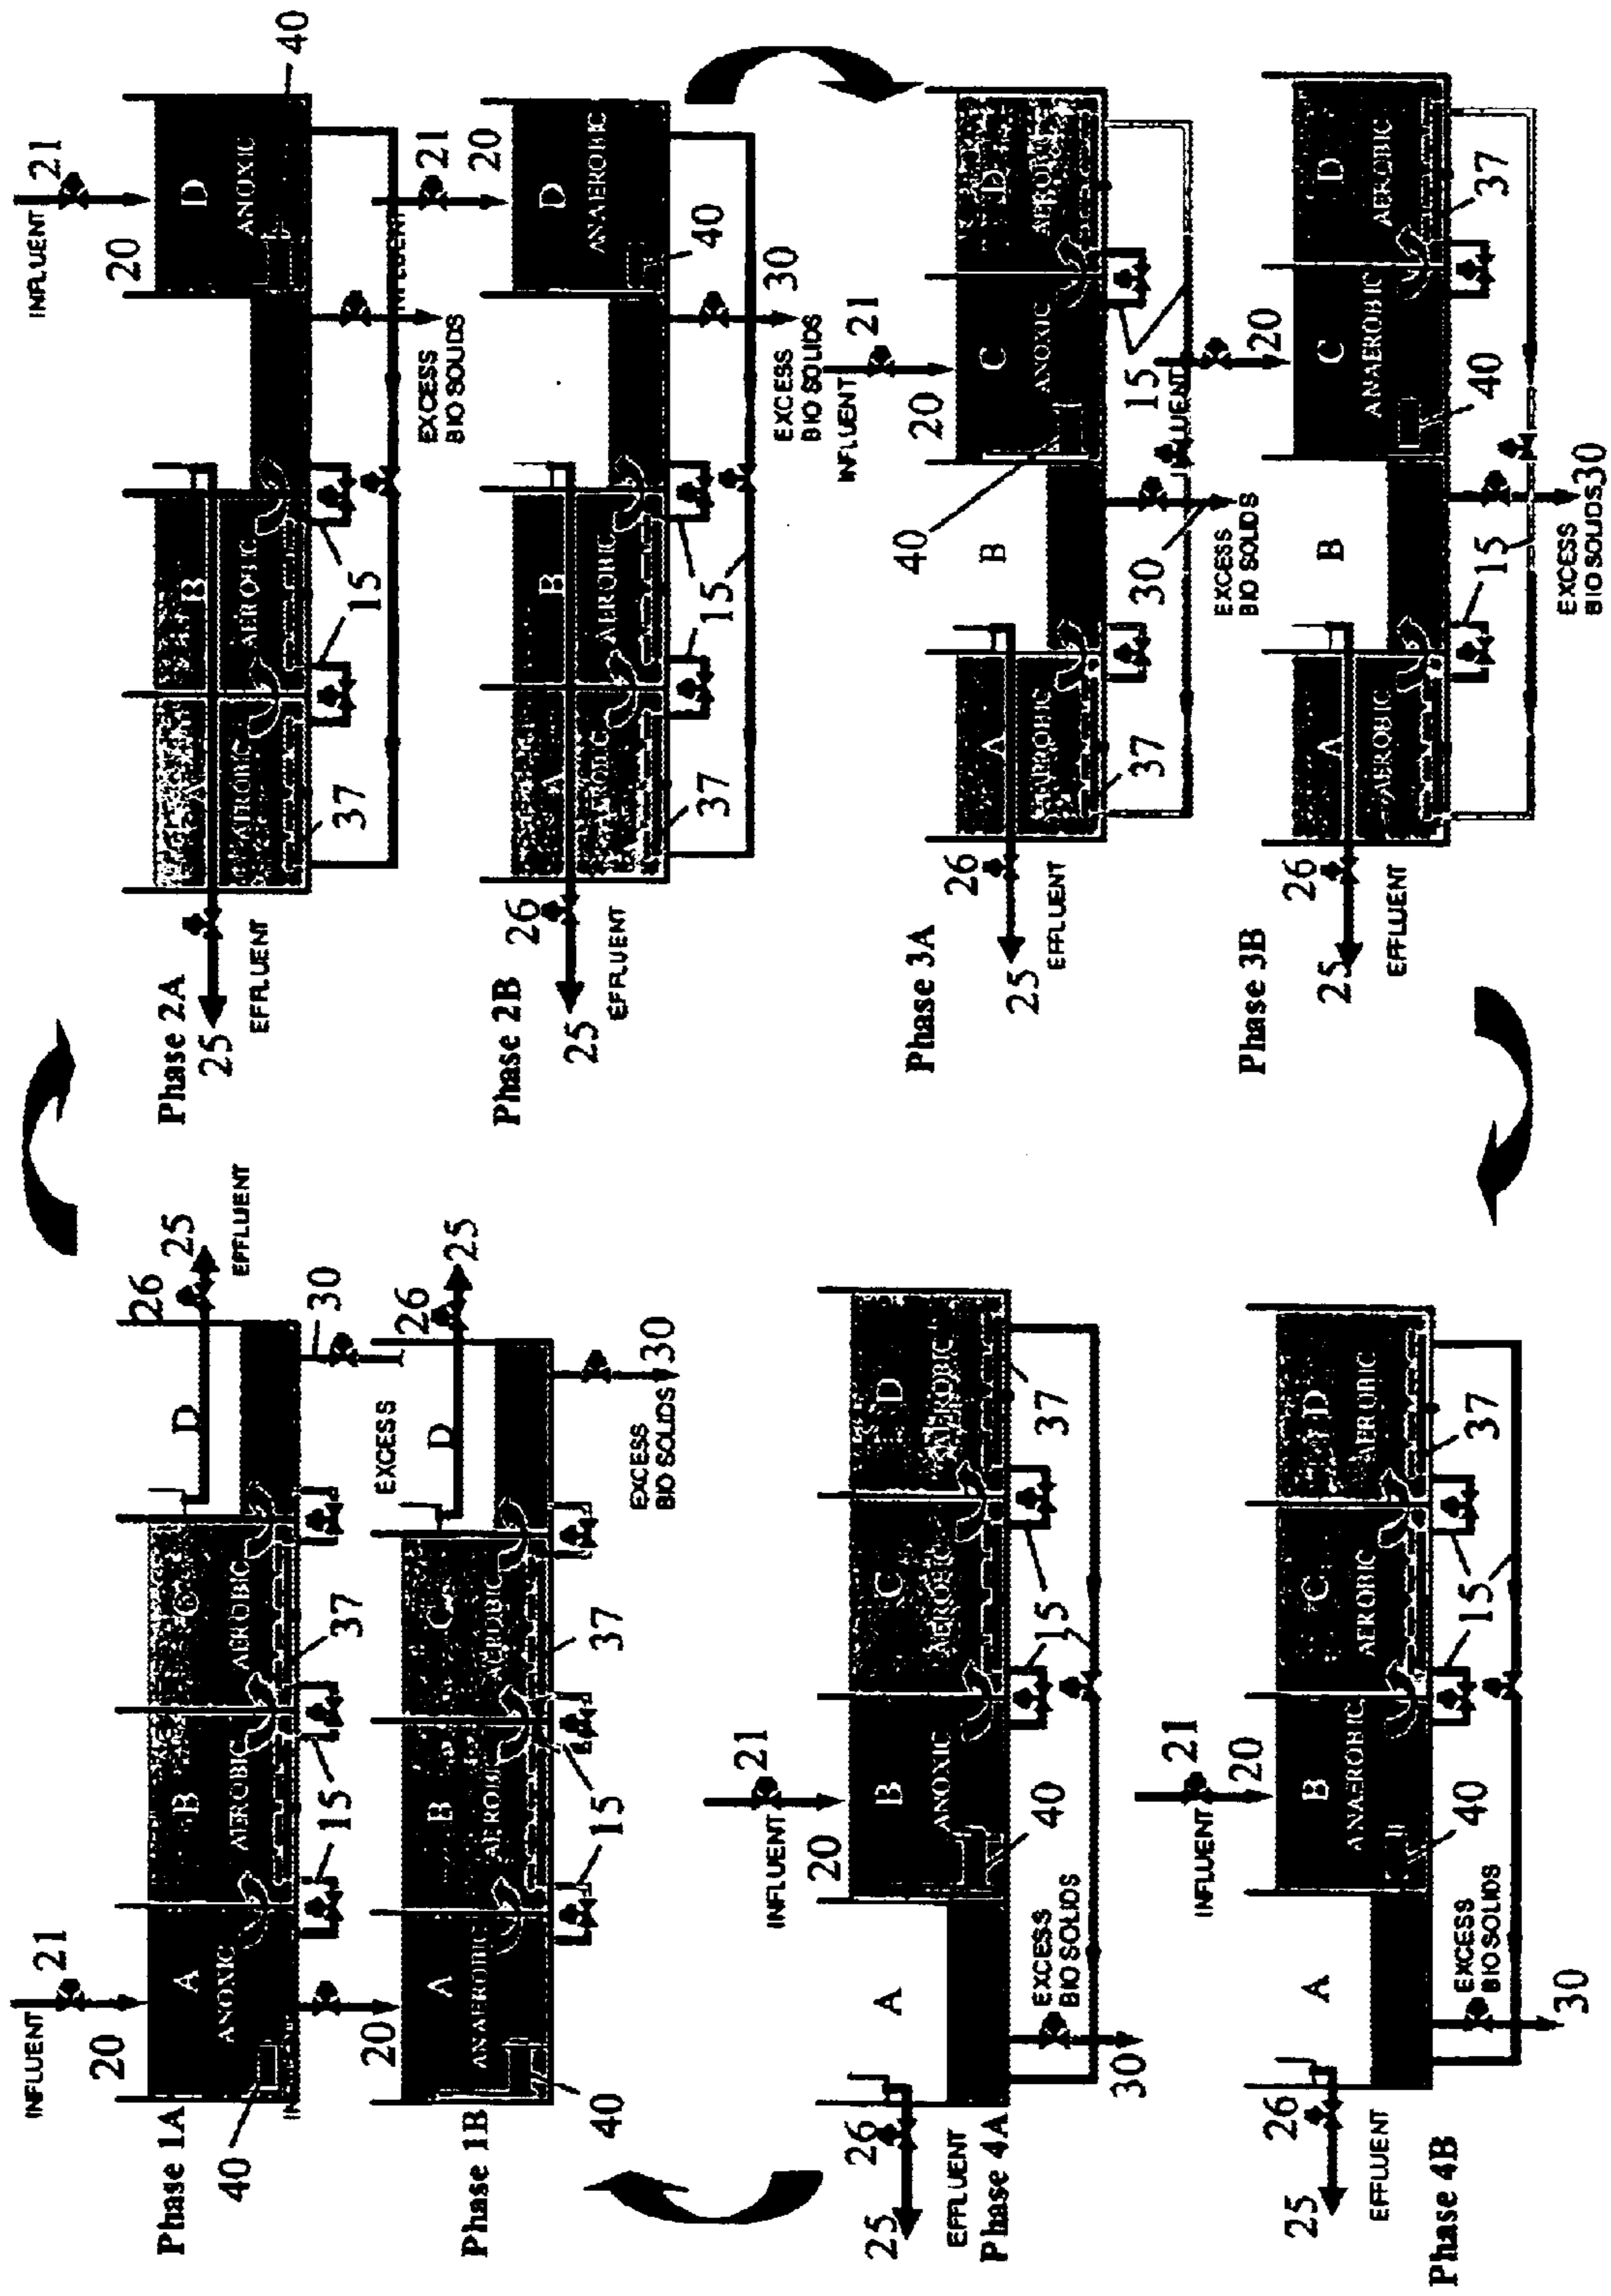 Phase 1A
INFLUENT
21
20
A
ANOXIC
B
AEROBIC
C
AEROBIC
D
26
25
EFFLUENT
40
15
37
30
EXCESS
Phase 1B
20
A
ANAEROBIC
B
AEROBIC
C
D
26
25
40
15
37
EXCESS
BIO SOLIDS
30
Phase 2A
INFLUENT
21
20
A
AEROBIC
B
AEROBIC
D
ANOXIC
40
25
EFFLUENT
37
15
EXCESS
BIO SOLIDS
Phase 2B
21
20
A
B
AEROBIC
D
ANAEROBIC
40
26
25
EFFLUENT
37
15
30
EXCESS
BIO SOLIDS
Phase 3A
INFLUENT
21
20
A
AEROBIC
B
C
ANOXIC
D
AEROBIC
26
25
EFFLUENT
37
40
15
30
EXCESS
BIO SOLIDS
Phase 3B
20
A
AEROBIC
B
C
ANAEROBIC
D
AEROBIC
26
25
EFFLUENT
15
40
37
EXCESS
BIO SOLIDS
30
Phase 4A
INFLUENT
21
20
A
B
ANOXIC
C
AEROBIC
D
AEROBIC
26
25
EFFLUENT
EXCESS
BIO SOLIDS
30
40
15
37
Phase 4B
INFLUENT
21
20
A
B
ANAEROBIC
C
AEROBIC
D
AEROBIC
26
25
EFFLUENT
EXCESS
BIO SOLIDS
30
40
15
37